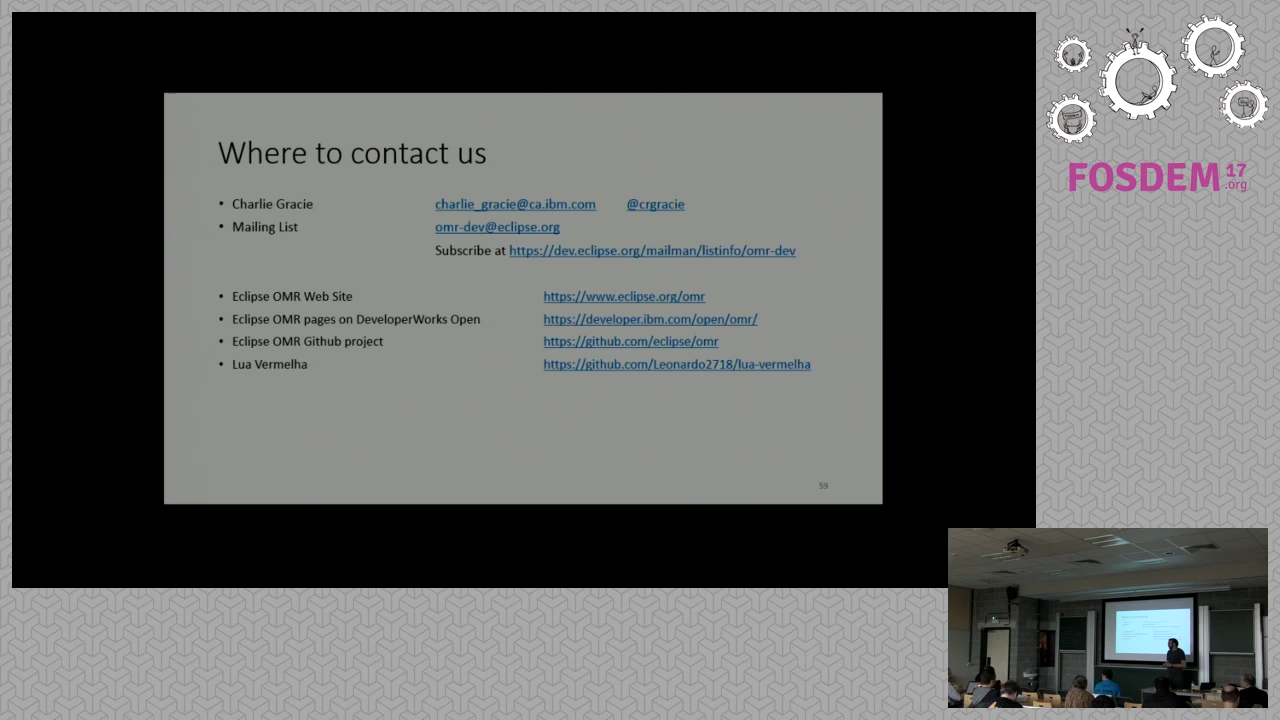 Where to contact us
• Charlie Gracie charlie_gracie@ca.ibm.com @crgracie
• Mailing List omr-dev@eclipse.org
Subscribe at https://dev.eclipse.org/mailman/listinfo/omr-dev
• Eclipse OMR Web Site https://www.eclipse.org/omr
• Eclipse OMR pages on DeveloperWorks Open https://developer.ibm.com/open/omr/
• Eclipse OMR Github project https://github.com/eclipse/omr
• Lua Vermelha https://github.com/Leonardo2718/lua-vermelha
59
FOSDEM 17
.org